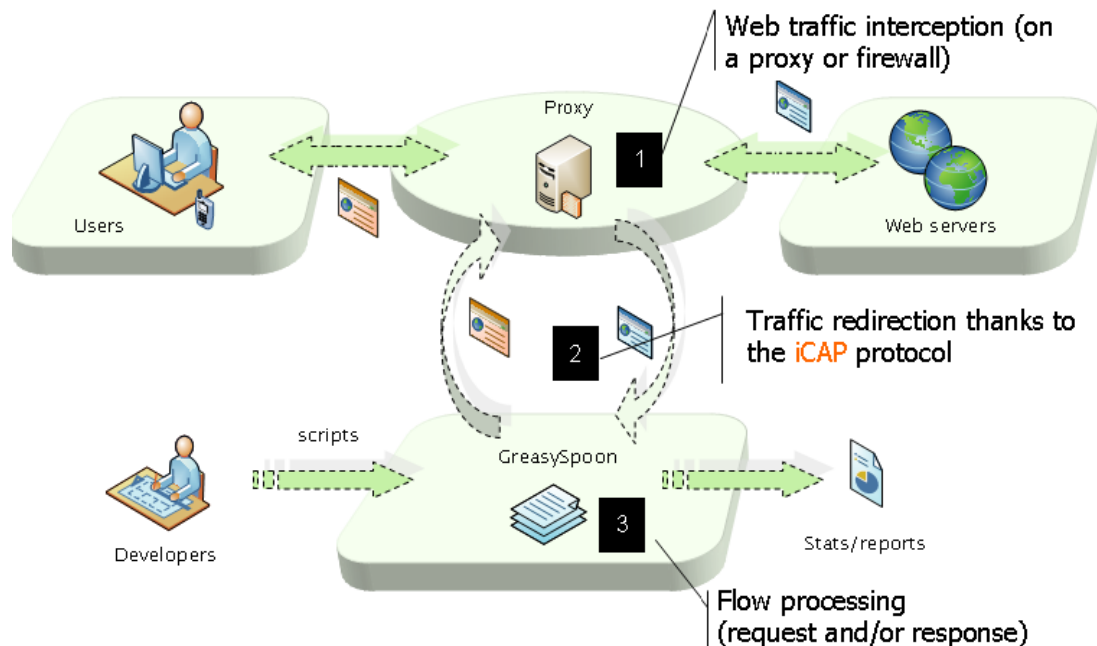 Web traffic interception (on
a proxy or firewall)
Proxy
1
Users
Web servers
Traffic redirection thanks to
the iCAP protocol
2
scripts
GreasySpoon
3
Developers
Stats/reports
Flow processing
(request and/or response)